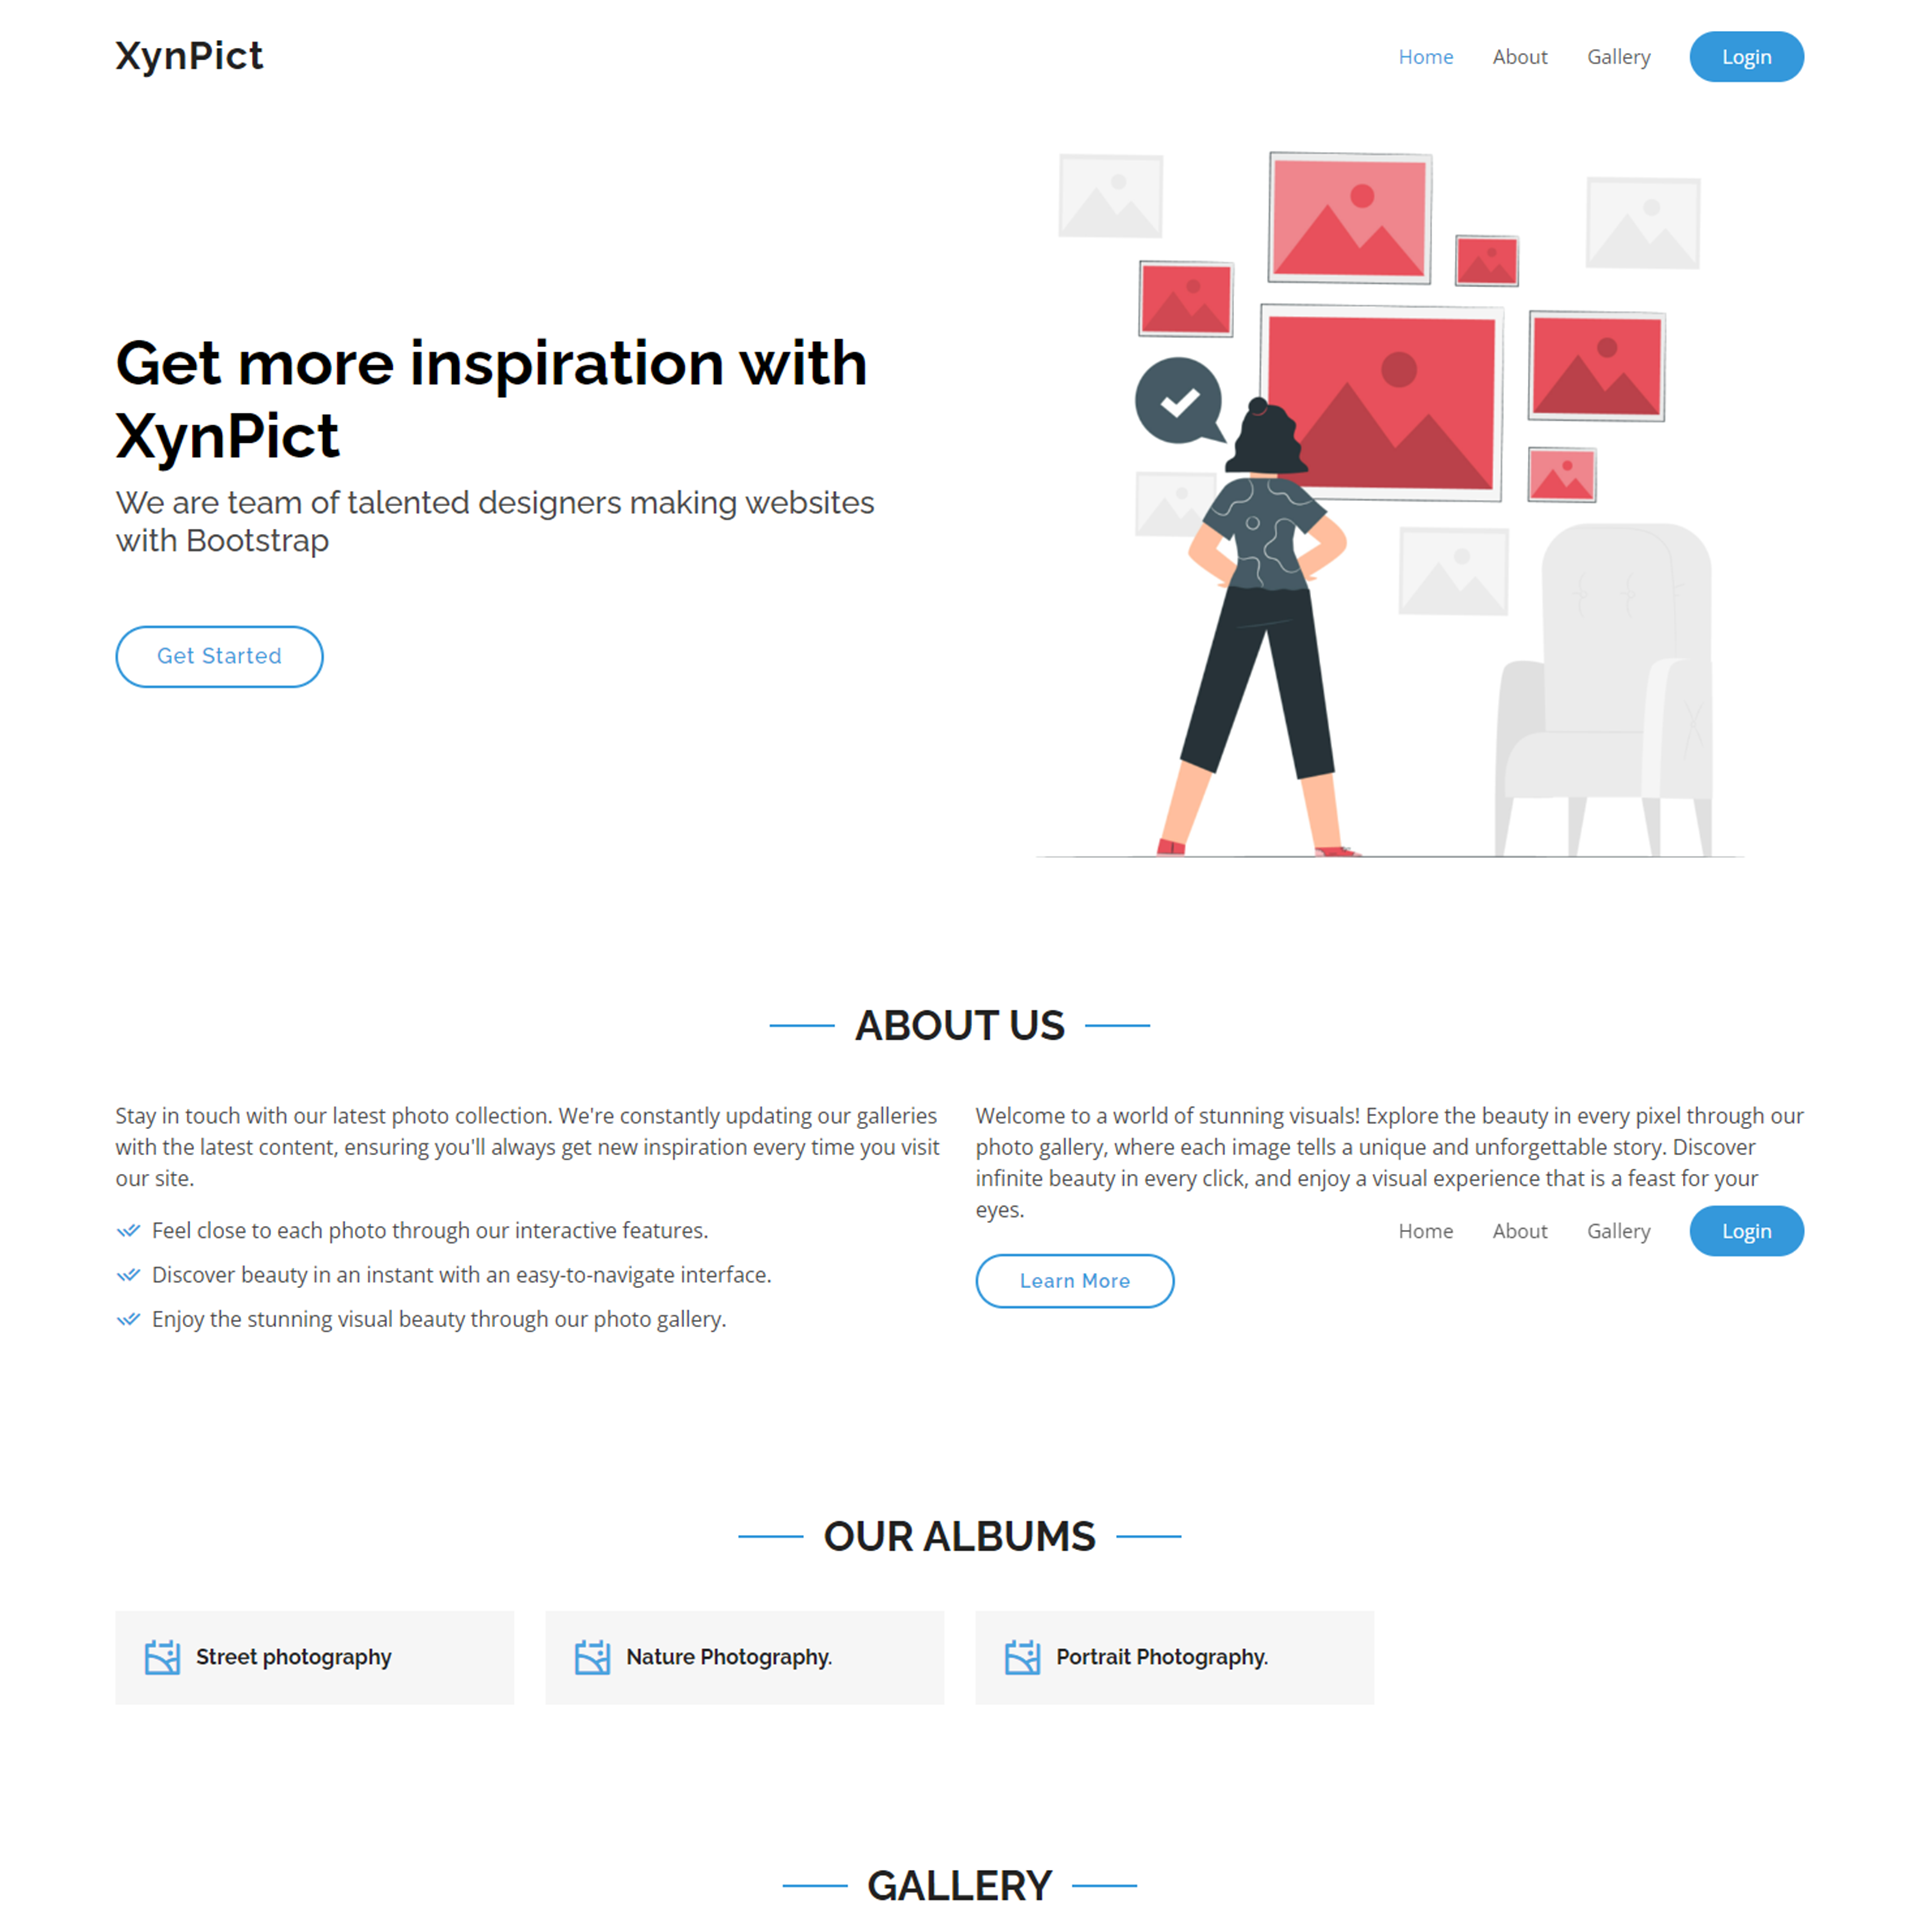 XynPict
Home About Gallery Login
Get more inspiration with
XynPict
We are team of talented designers making websites
with Bootstrap
Get Started
ABOUT US
Stay in touch with our latest photo collection. We're constantly updating our galleries
with the latest content, ensuring you'll always get new inspiration every time you visit
our site.
Feel close to each photo through our interactive features.
Discover beauty in an instant with an easy-to-navigate interface.
Enjoy the stunning visual beauty through our photo gallery.
Welcome to a world of stunning visuals! Explore the beauty in every pixel through our
photo gallery, where each image tells a unique and unforgettable story. Discover
infinite beauty in every click, and enjoy a visual experience that is a feast for your
eyes.
Home About Gallery Login
Learn More
OUR ALBUMS
Street photography
Nature Photography.
Portrait Photography.
GALLERY